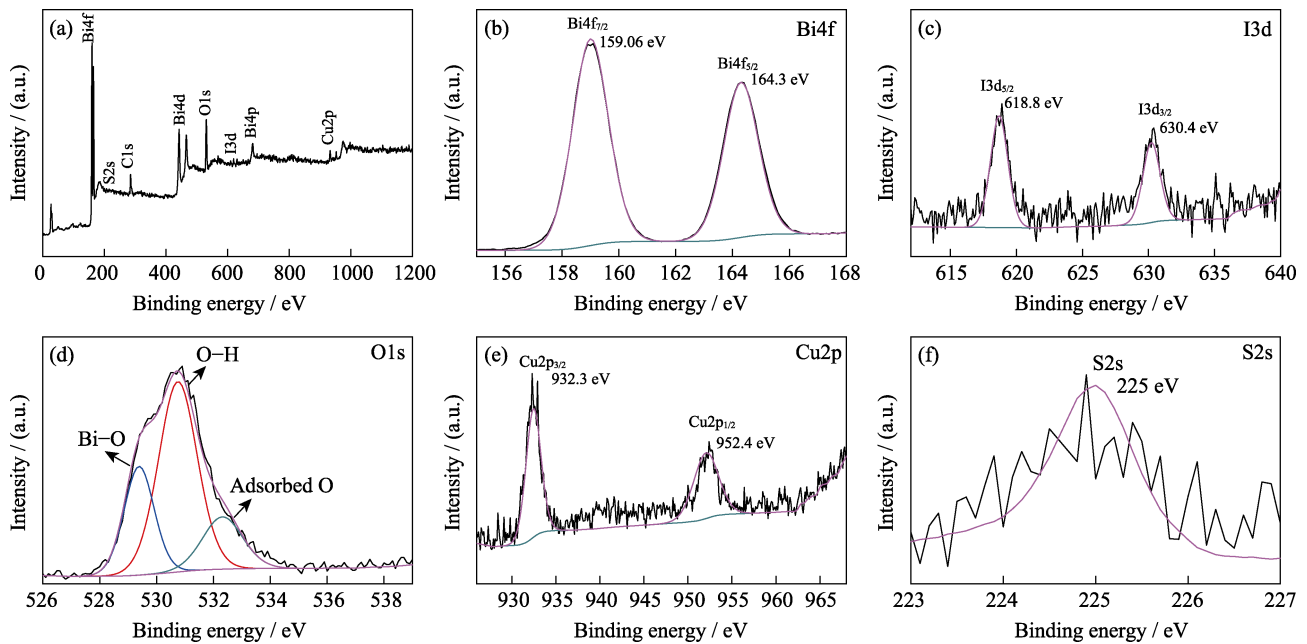 (a)
Bi4f
S2s
C1s
Bi4d
O1s
I3d
Bi4p
Cu2p
Intensity / (a.u.)
0 200 400 600 800 1000 1200
Binding energy / eV
(b)
Bi4f
Bi4f7/2
159.06 eV
Bi4f5/2
164.3 eV
Intensity / (a.u.)
156 158 160 162 164 166 168
Binding energy / eV
(c)
I3d
I3d5/2
618.8 eV
I3d3/2
630.4 eV
Intensity / (a.u.)
615 620 625 630 635 640
Binding energy / eV
(d)
O1s
O−H
Bi−O
Adsorbed O
Intensity / (a.u.)
526 528 530 532 534 536 538
Binding energy / eV
(e)
Cu2p
Cu2p3/2
932.3 eV
Cu2p1/2
952.4 eV
Intensity / (a.u.)
930 935 940 945 950 955 960 965
Binding energy / eV
(f)
S2s
S2s
225 eV
Intensity / (a.u.)
223 224 225 226 227
Binding energy / eV